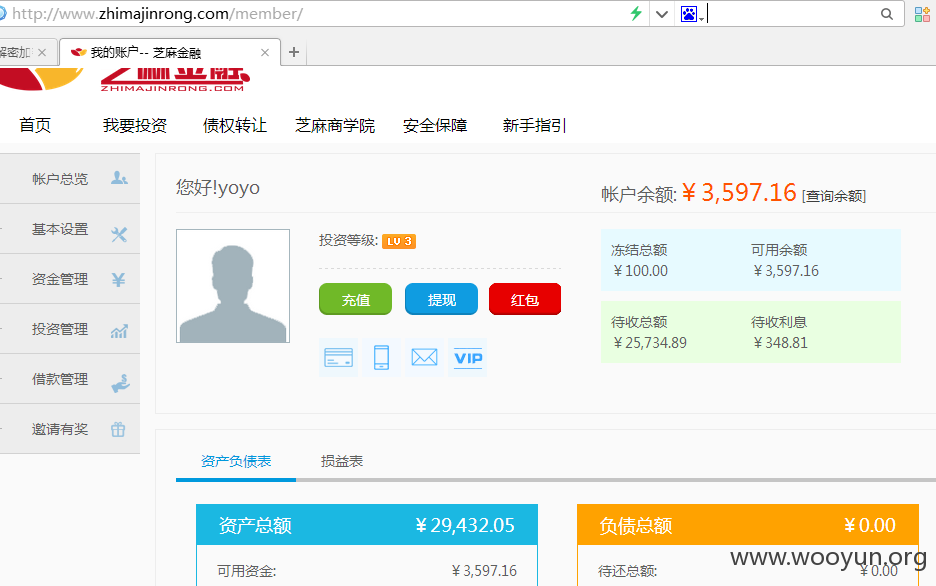 http://www.zhimajinrong.com/member/
解密加
我的账户-- 芝麻金融
芝麻金融
ZHIMAJINRONG.COM
首页 我要投资 债权转让 芝麻商学院 安全保障 新手指引
帐户总览
基本设置
资金管理
投资管理
借款管理
邀请有奖
您好!yoyo
帐户余额: ¥ 3,597.16 [查询余额]
投资等级: LV 3
充值 提现 红包
VIP
冻结总额 可用余额
¥100.00 ¥3,597.16
待收总额 待收利息
¥25,734.89 ¥348.81
资产负债表 损益表
资产总额 ¥29,432.05
可用资金: ¥3,597.16
负债总额 ¥0.00
待还总额: ¥0.00
www.wooyun.org